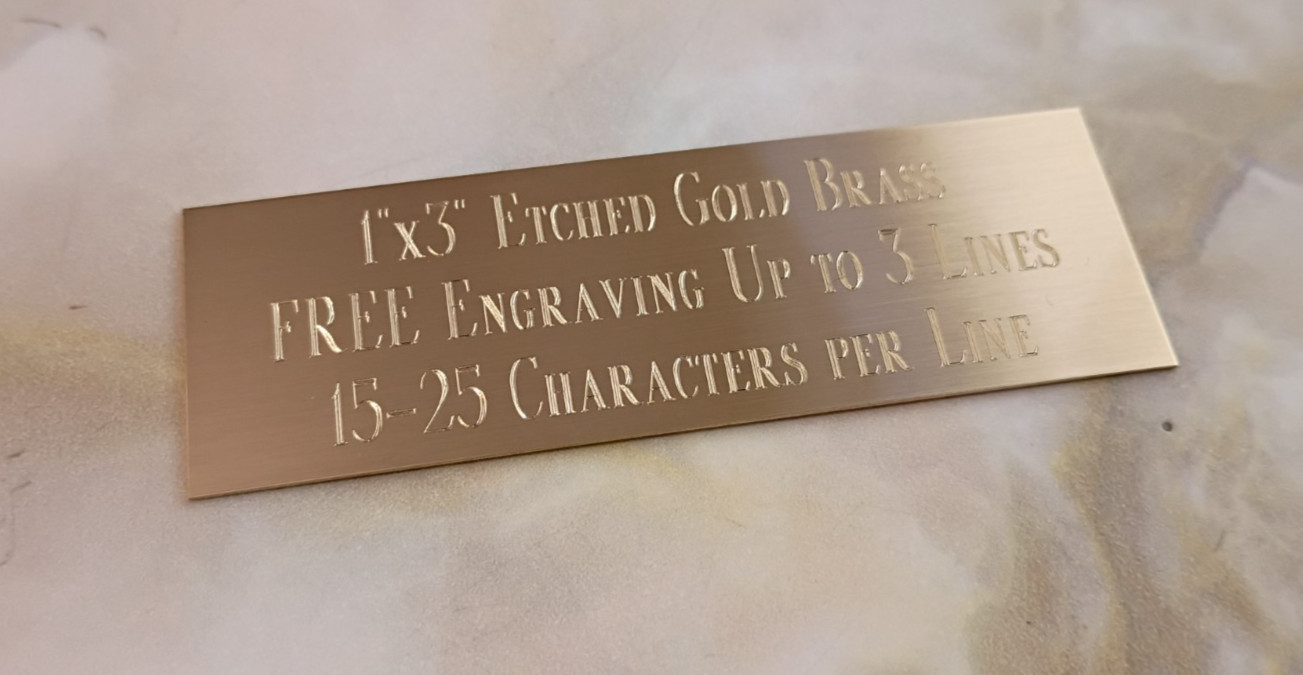 1"x3" Etched Gold Brass
FREE Engraving Up to 3 Lines
15-25 Characters per Line